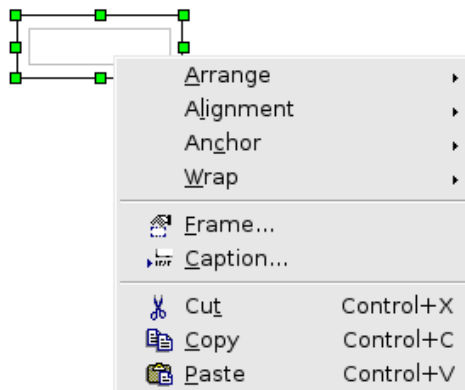 Arrange
Alignment
Anchor
Wrap
Frame...
Caption...
Cut Control+X
Copy Control+C
Paste Control+V